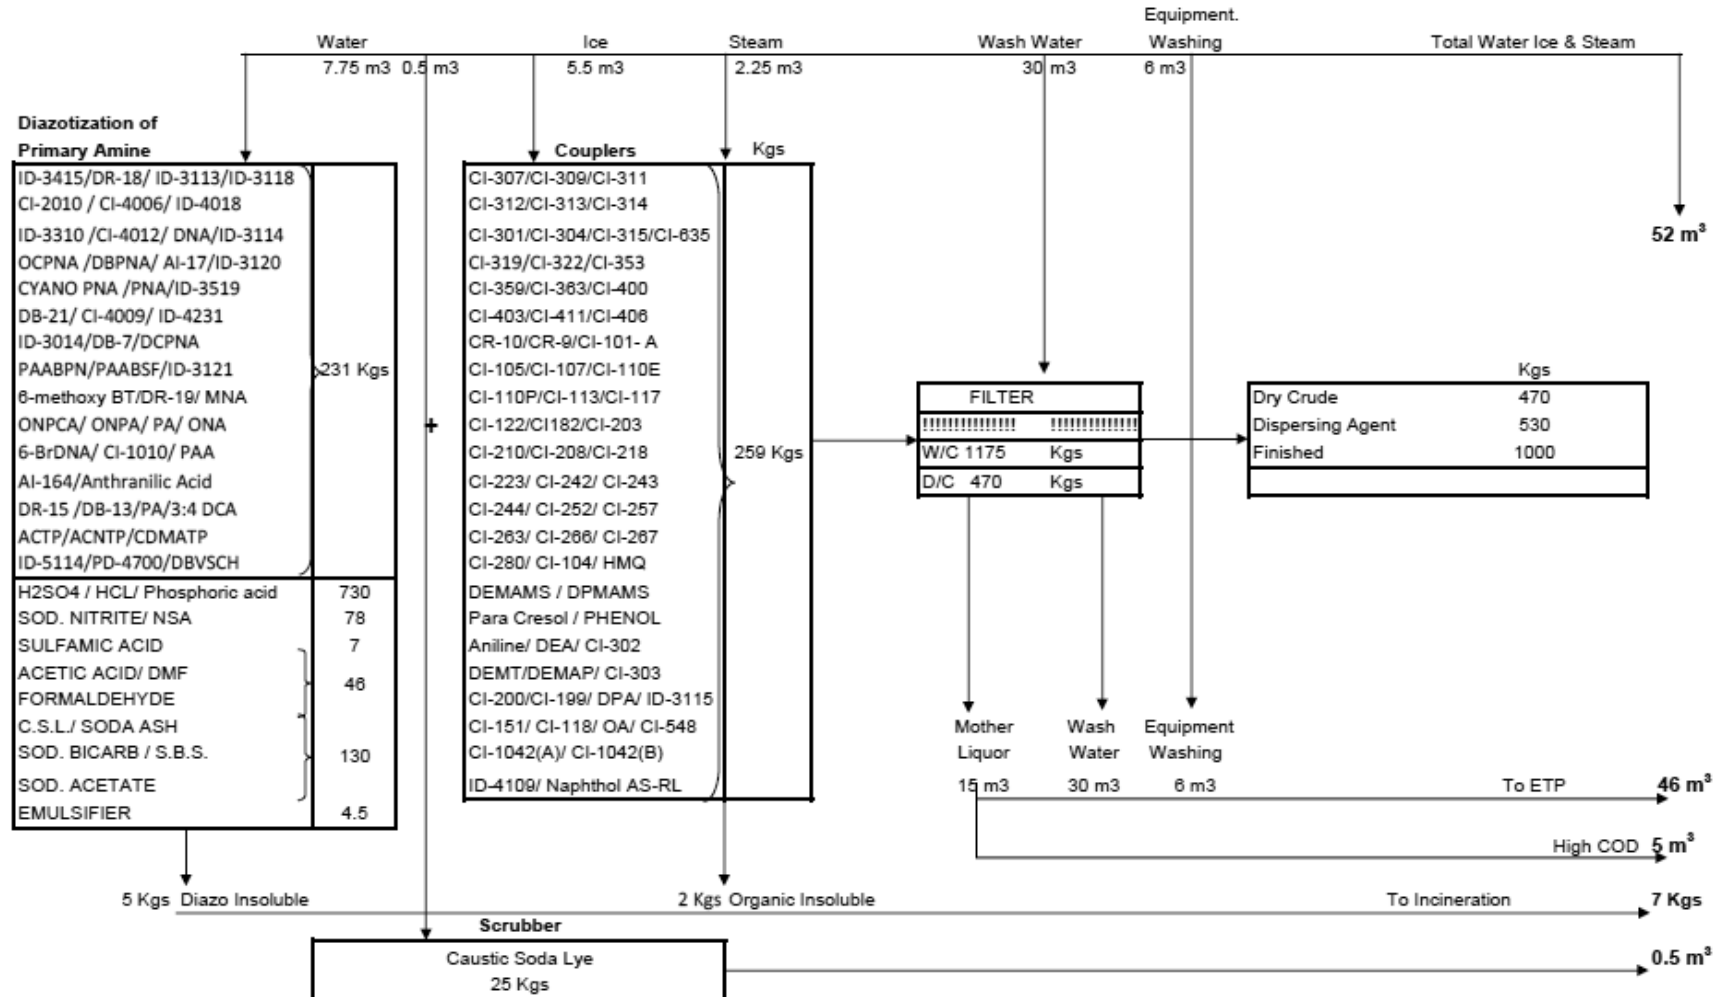 Equipment.
Water Ice Steam Wash Water Washing Total Water Ice & Steam
7.75 m3 0.5 m3 5.5 m3 2.25 m3 30 m3 6 m3
52 m³
Diazotization of
Primary Amine
ID-3415/DR-18/ ID-3113/ID-3118
CI-2010 / CI-4006/ ID-4018
ID-3310 /CI-4012/ DNA/ID-3114
OCPNA /DBPNA/ AI-17/ID-3120
CYANO PNA /PNA/ID-3519
DB-21/ CI-4009/ ID-4231
ID-3014/DB-7/DCPNA
PAABPN/PAABSF/ID-3121
231 Kgs
6-methoxy BT/DR-19/ MNA
ONPCA/ ONPA/ PA/ ONA
6-BrDNA/ CI-1010/ PAA
AI-164/Anthranilic Acid
DR-15 /DB-13/PA/3:4 DCA
ACTP/ACNTP/CDMATP
ID-5114/PD-4700/DBVSCH
H2SO4 / HCL/ Phosphoric acid 730
SOD. NITRITE/ NSA 78
SULFAMIC ACID 7
ACETIC ACID/ DMF
46
FORMALDEHYDE
C.S.L./ SODA ASH
SOD. BICARB / S.B.S. 130
SOD. ACETATE
EMULSIFIER 4.5
+
Couplers Kgs
CI-307/CI-309/CI-311
CI-312/CI-313/CI-314
CI-301/CI-304/CI-315/CI-635
CI-319/CI-322/CI-353
CI-359/CI-363/CI-400
CI-403/CI-411/CI-406
CR-10/CR-9/CI-101- A
CI-105/CI-107/CI-110E
CI-110P/CI-113/CI-117
CI-122/CI182/CI-203
CI-210/CI-208/CI-218
259 Kgs
CI-223/ CI-242/ CI-243
CI-244/ CI-252/ CI-257
CI-263/ CI-266/ CI-267
CI-280/ CI-104/ HMQ
DEMAMS / DPMAMS
Para Cresol / PHENOL
Aniline/ DEA/ CI-302
DEMT/DEMAP/ CI-303
CI-200/CI-199/ DPA/ ID-3115
CI-151/ CI-118/ OA/ CI-548
CI-1042(A)/ CI-1042(B)
ID-4109/ Naphthol AS-RL
FILTER
!!!!!!!!!!!!!!! !!!!!!!!!!!!!!
W/C 1175 Kgs
D/C 470 Kgs
Kgs
Dry Crude 470
Dispersing Agent 530
Finished 1000
Mother Wash Equipment
Liquor Water Washing
15 m3 30 m3 6 m3 To ETP 46 m³
High COD 5 m³
5 Kgs Diazo Insoluble 2 Kgs Organic Insoluble To Incineration 7 Kgs
Scrubber
Caustic Soda Lye
25 Kgs
0.5 m³